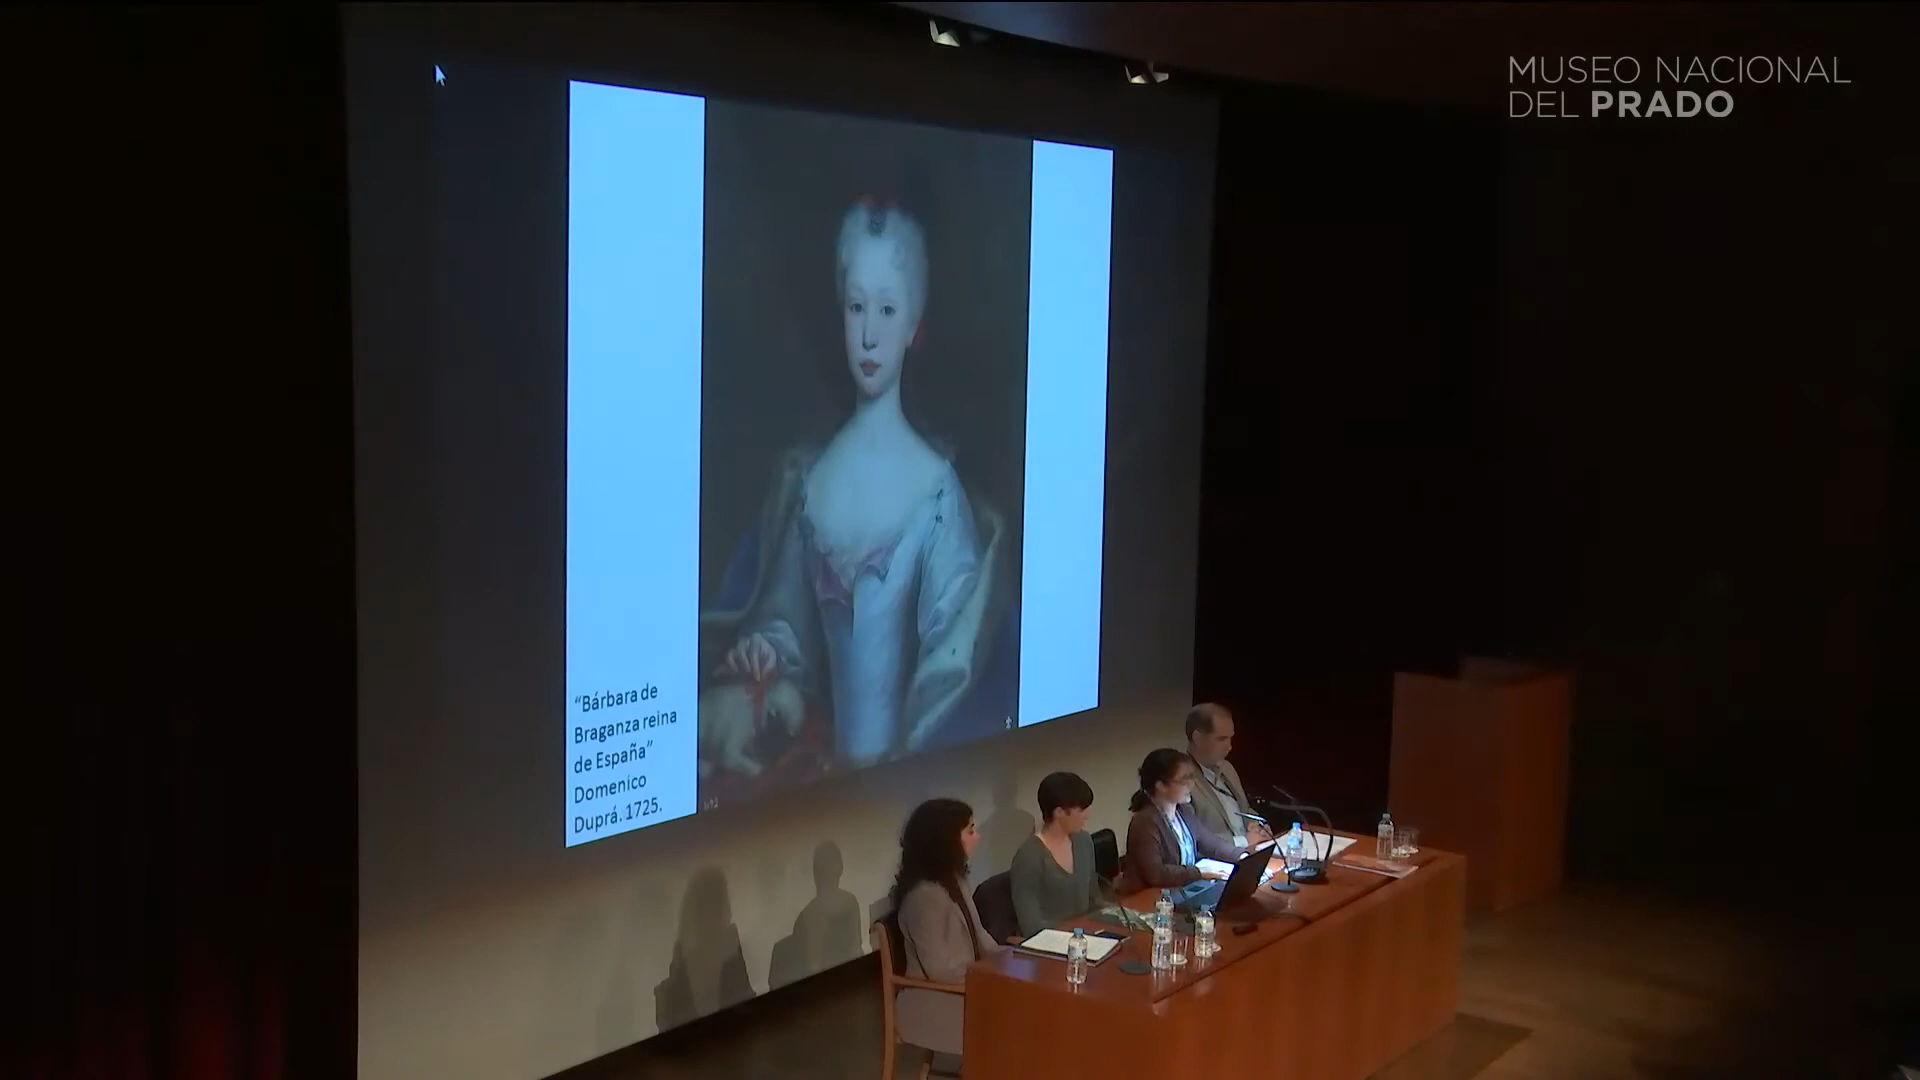 MUSEO NACIONAL
DEL PRADO
“Bárbara de
Braganza reina
de España”
Domenico
Duprá. 1725.